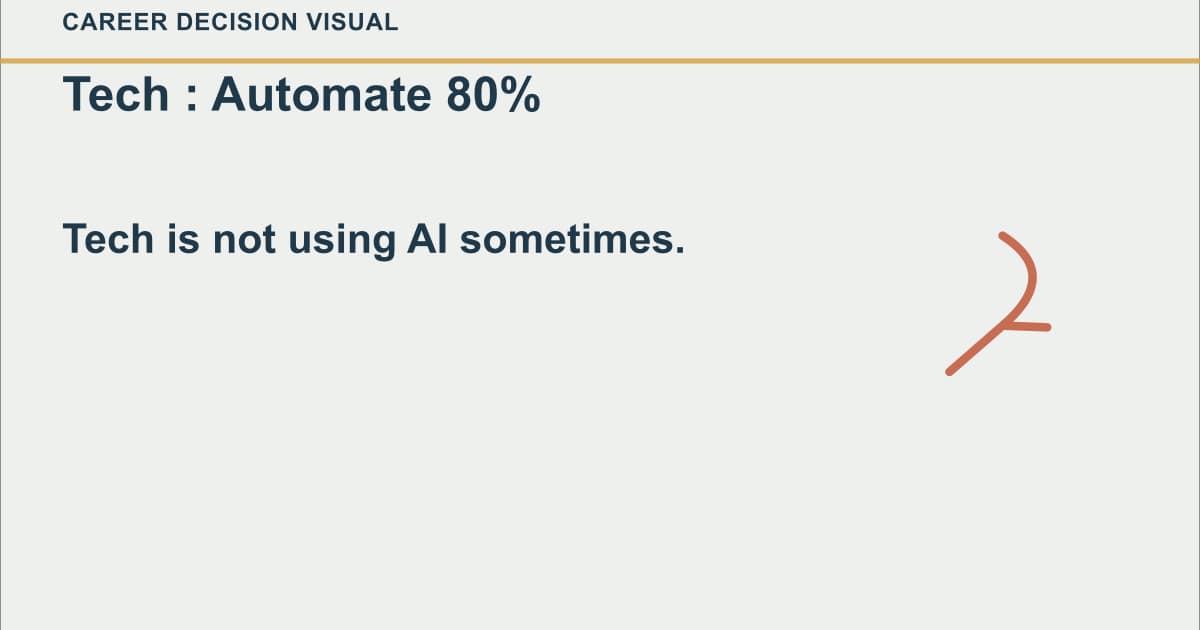 CAREER DECISION VISUAL
Tech : Automate 80%
Tech is not using AI sometimes.